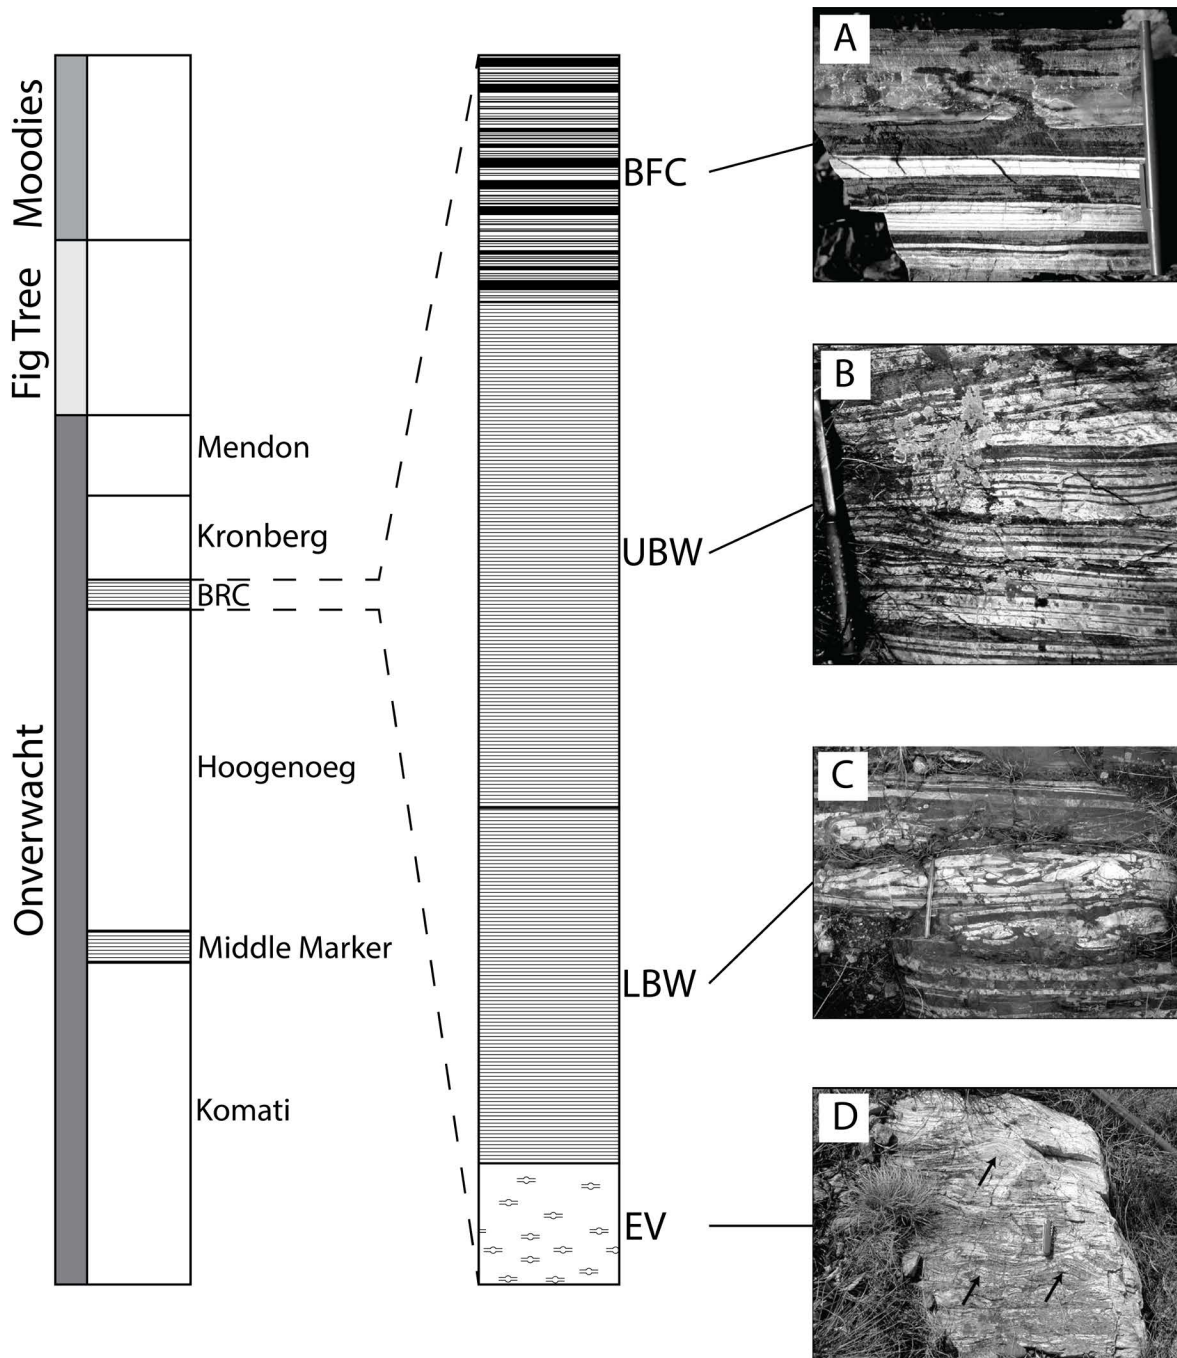 Moodies
Fig Tree
Onverwacht
Mendon
Kronberg
BRC
Hoogenoeg
Middle Marker
Komati
BFC
UBW
LBW
EV
A
B
C
D